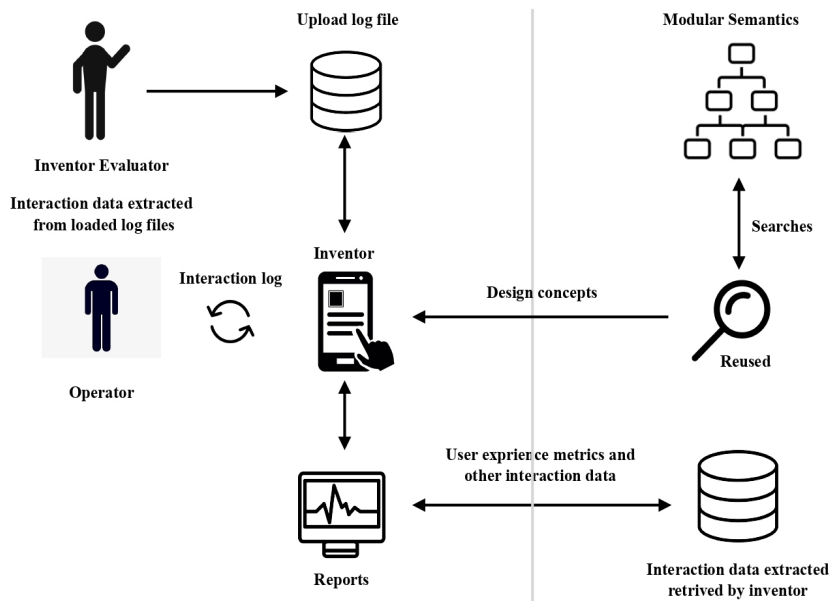 Upload log file
Modular Semantics
Inventor Evaluator
Interaction data extracted
from loaded log files
Searches
Inventor
Interaction log
Design concepts
Reused
Operator
User exprience metrics and
other interaction data
Reports
Interaction data extracted
retrived by inventor